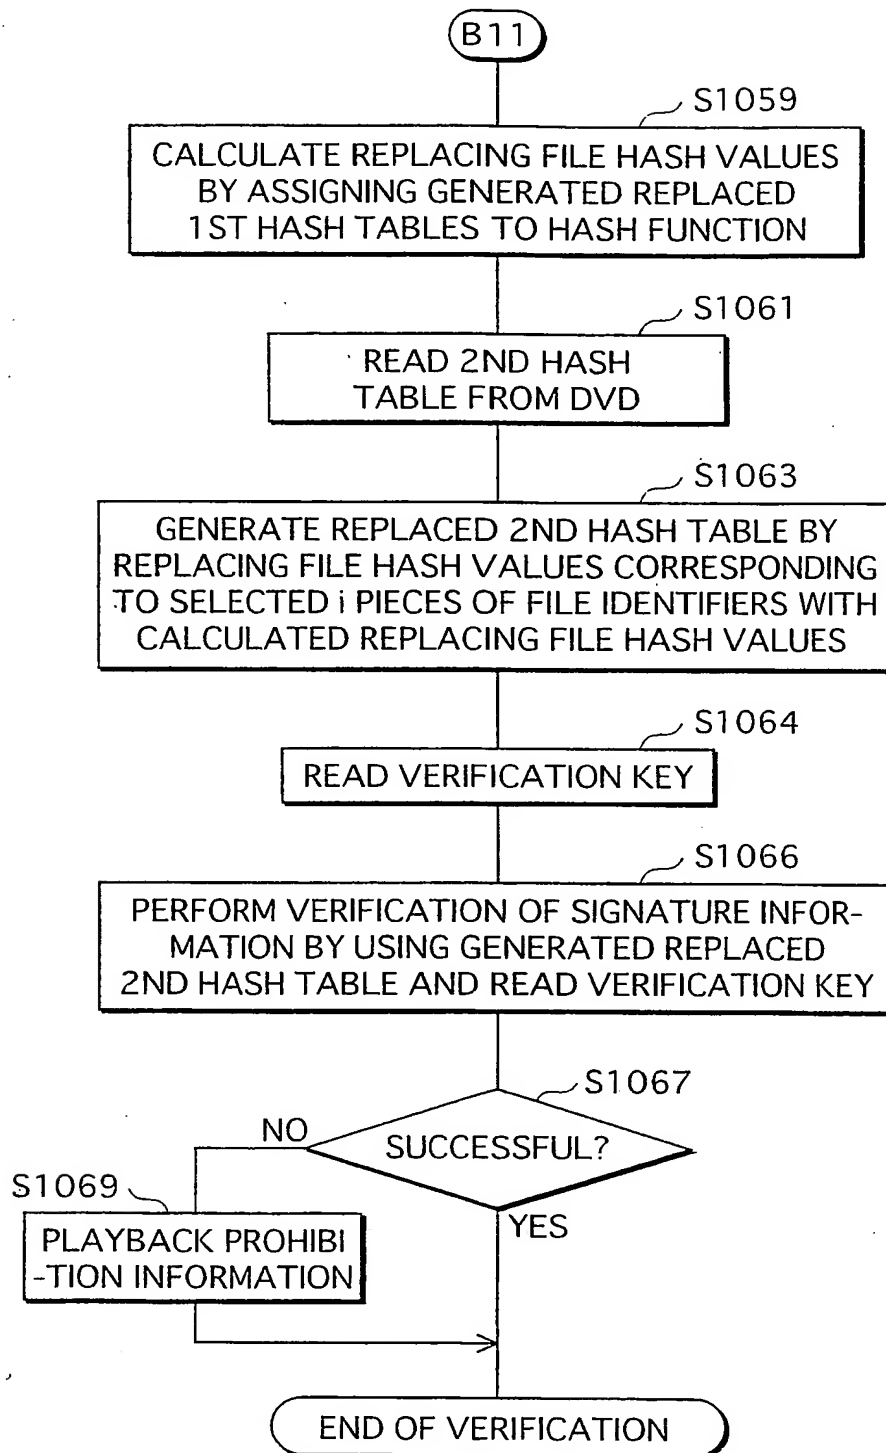 B11
S1059
CALCULATE REPLACING FILE HASH VALUES
BY ASSIGNING GENERATED REPLACED
1ST HASH TABLES TO HASH FUNCTION
S1061
READ 2ND HASH
TABLE FROM DVD
S1063
GENERATE REPLACED 2ND HASH TABLE BY
REPLACING FILE HASH VALUES CORRESPONDING
TO SELECTED i PIECES OF FILE IDENTIFIERS WITH
CALCULATED REPLACING FILE HASH VALUES
S1064
READ VERIFICATION KEY
S1066
PERFORM VERIFICATION OF SIGNATURE INFOR-
MATION BY USING GENERATED REPLACED
2ND HASH TABLE AND READ VERIFICATION KEY
S1067
SUCCESSFUL?
NO
YES
S1069
PLAYBACK PROHIBI
-TION INFORMATION
END OF VERIFICATION